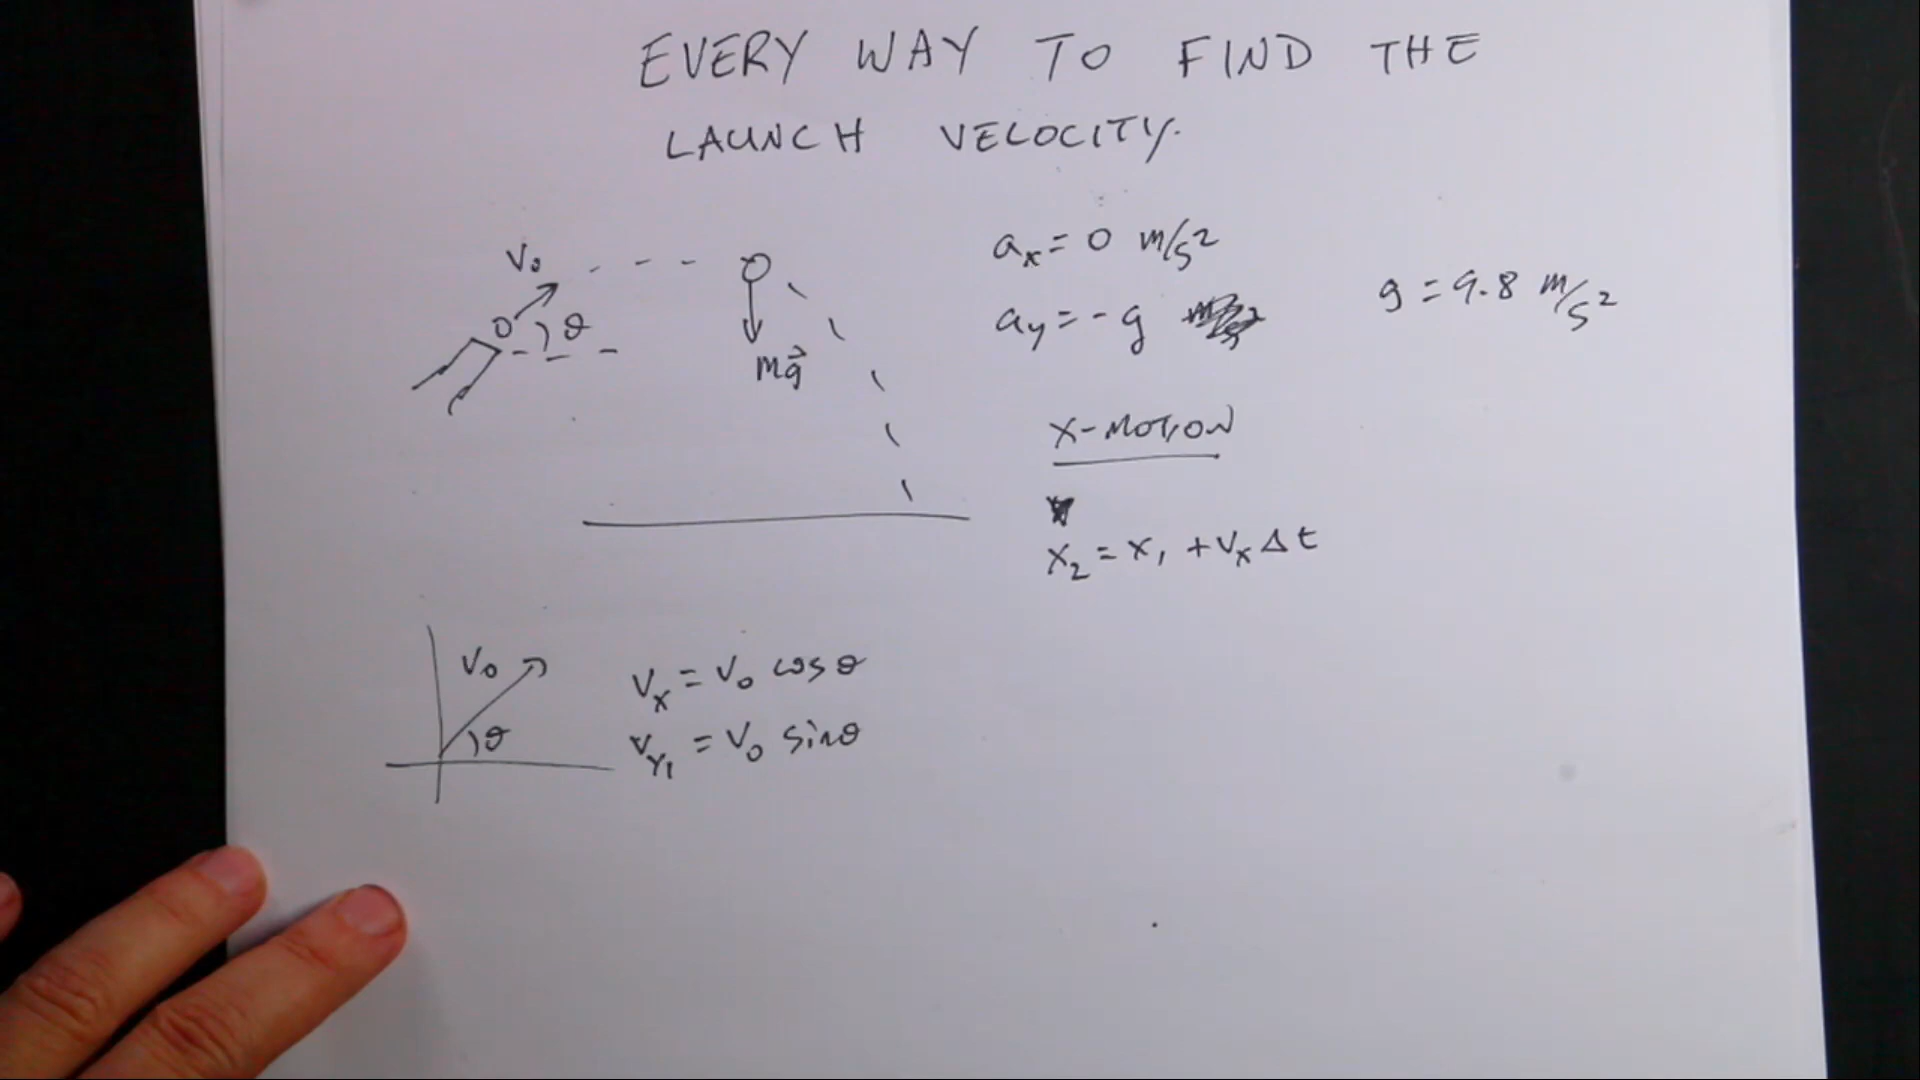 EVERY WAY TO FIND THE
LAUNCH VELOCITY.
V₀
θ
mg⃗
aₓ = 0 m/s²
a_y = -g
g = 9.8 m/s²
X-MOTION
x₂ = x₁ + vₓ Δt
V₀
θ
Vₓ = V₀ cos θ
V_y₁ = V₀ sin θ